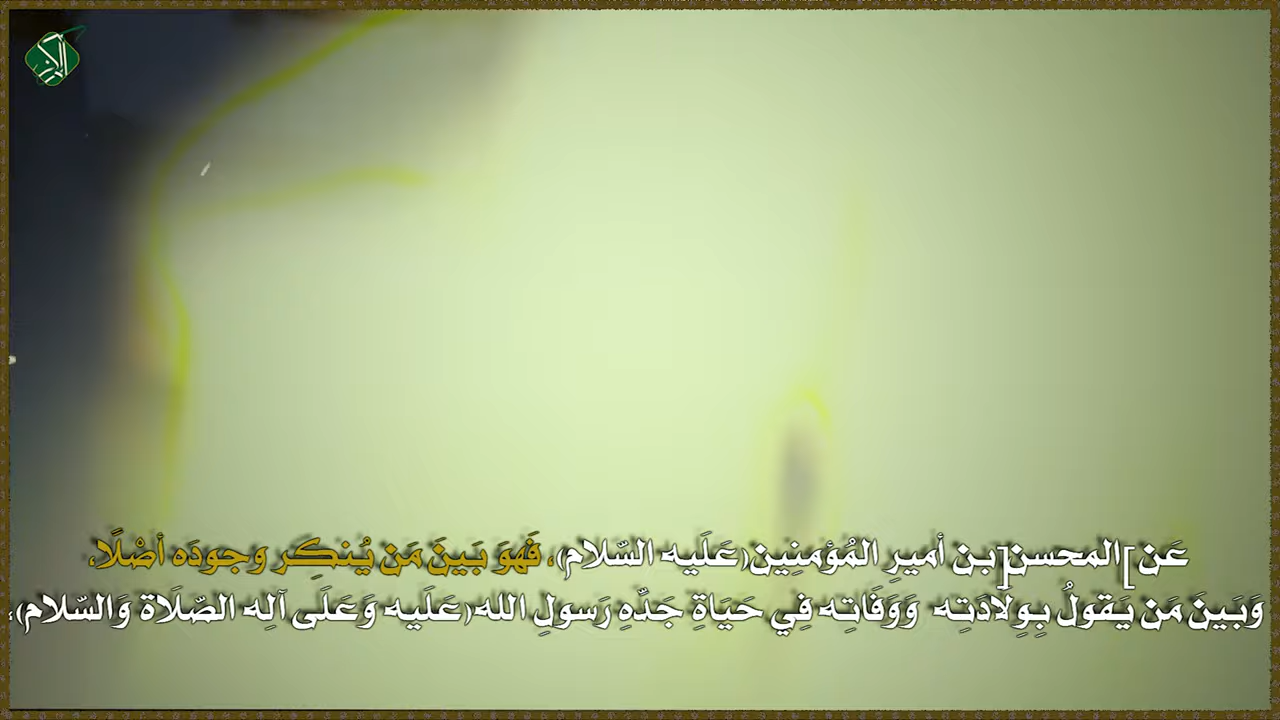 عَن [المحسن] بن أميرِ المُؤمنِين(عَلَيه السّلام)، فَهوَ بَينَ مَن يُنكِر وجودَه أصْلًا،
وَبَينَ مَن يَقولُ بِوِلَادَتِه وَوَفَاتِه فِي حَيَاةِ جَدِّهِ رَسولِ الله(عَلَيه وَعَلَى آلِه الصّلَاة وَالسّلام)،